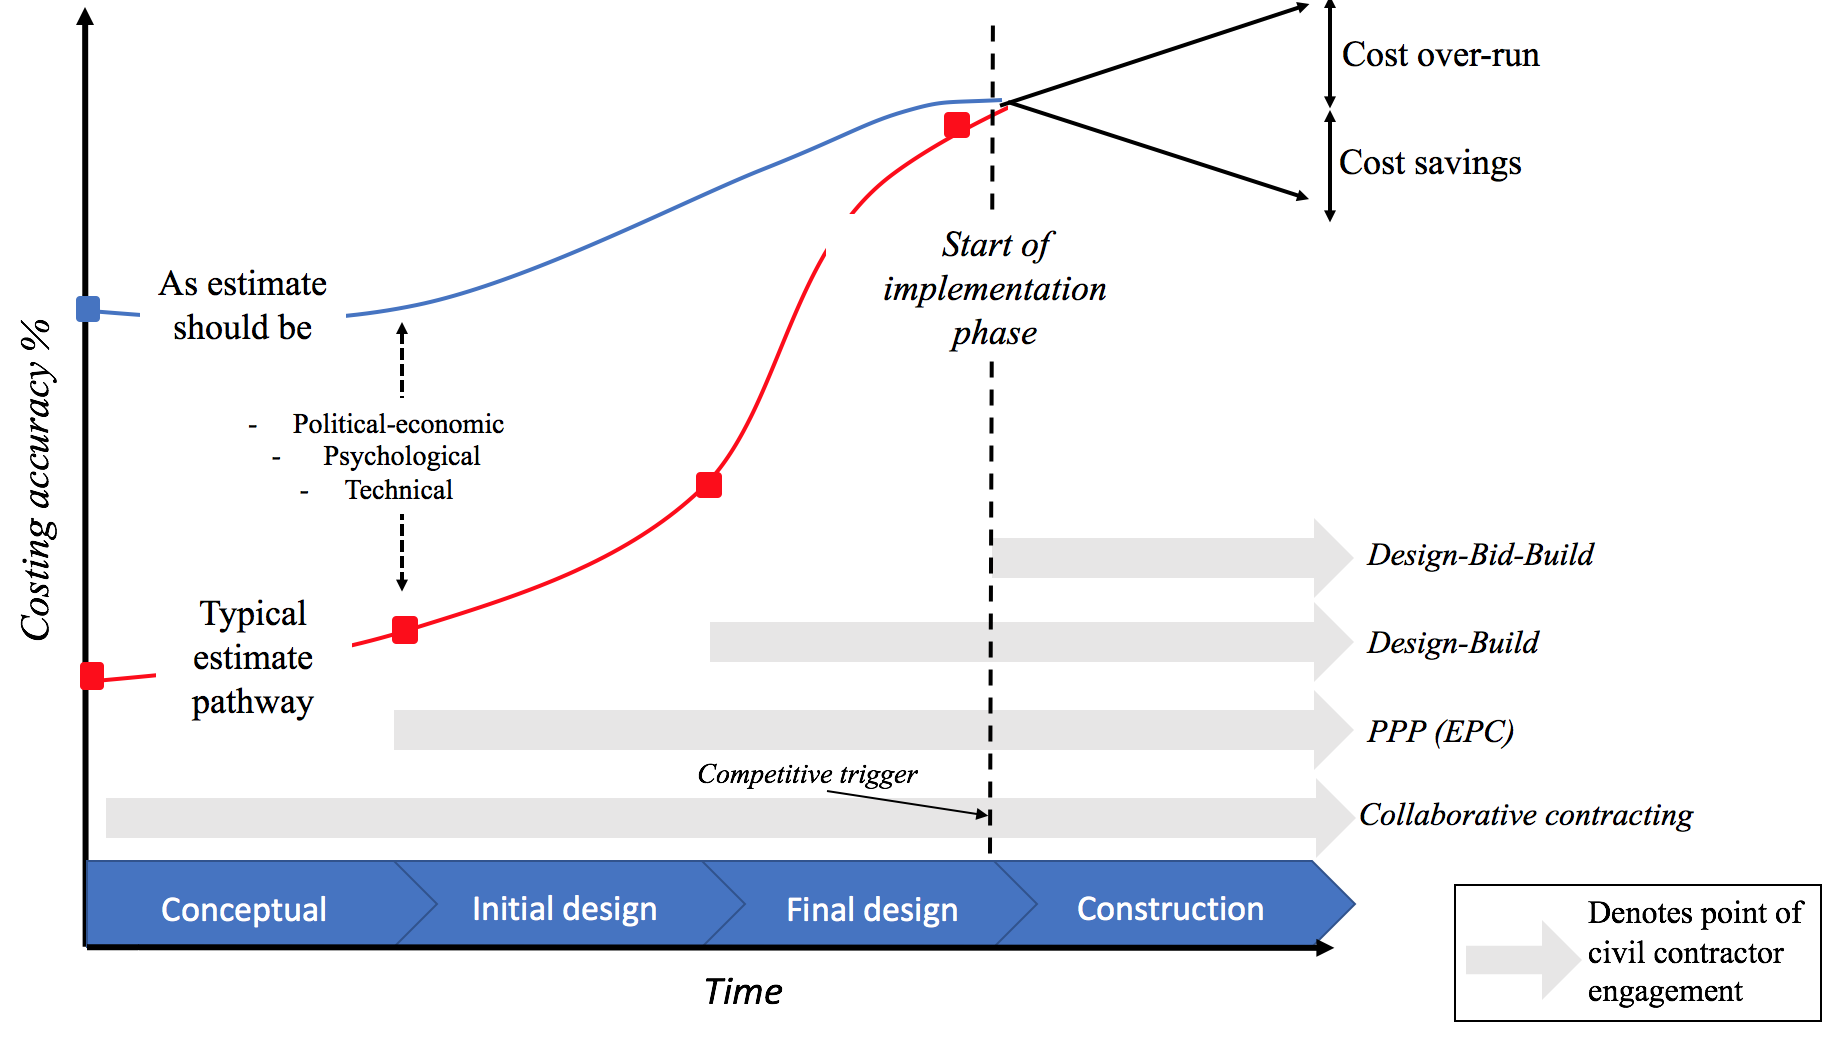 Cost over-run
Cost savings
As estimate
should be
Start of
implementation
phase
Costing accuracy %
- Political-economic
- Psychological
- Technical
Typical
estimate
pathway
Design-Bid-Build
Design-Build
PPP (EPC)
Competitive trigger
Collaborative contracting
Conceptual
Initial design
Final design
Construction
Time
Denotes point of
civil contractor
engagement